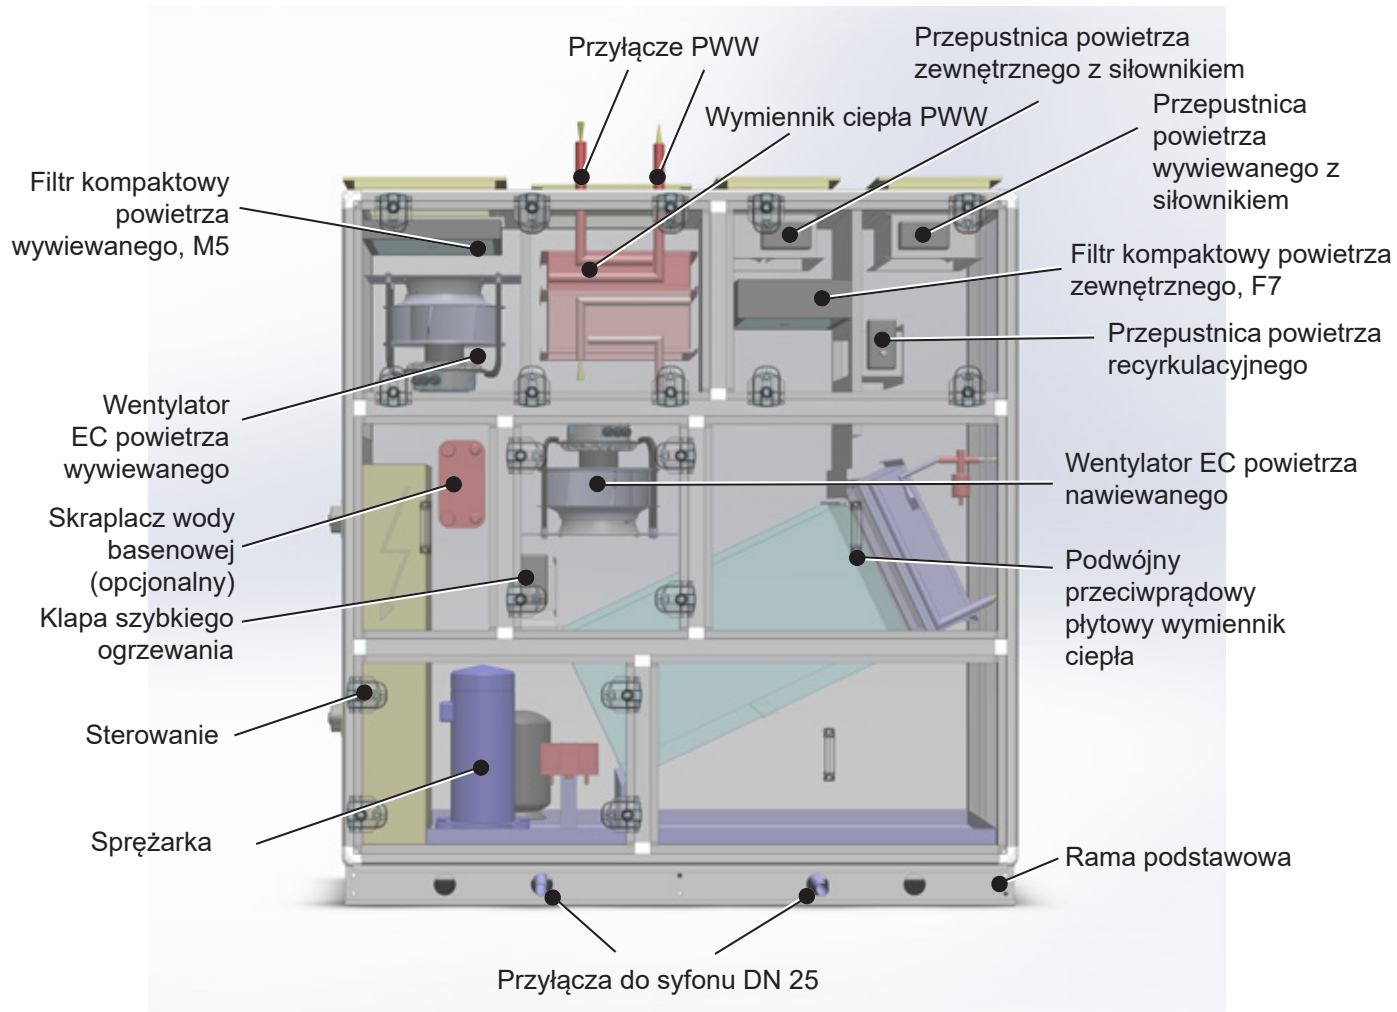 Przyłącze PWW
Przepustnica powietrza
zewnętrznego z siłownikiem
Wymiennik ciepła PWW
Przepustnica
powietrza
wywiewanego z
siłownikiem
Filtr kompaktowy
powietrza
wywiewanego, M5
Filtr kompaktowy powietrza
zewnętrznego, F7
Przepustnica powietrza
recyrkulacyjnego
Wentylator
EC powietrza
wywiewanego
Wentylator EC powietrza
nawiewanego
Skraplacz wody
basenowej
(opcjonalny)
Podwójny
przeciwprądowy
płytowy wymiennik
ciepła
Klapa szybkiego
ogrzewania
Sterowanie
Sprężarka
Rama podstawowa
Przyłącza do syfonu DN 25